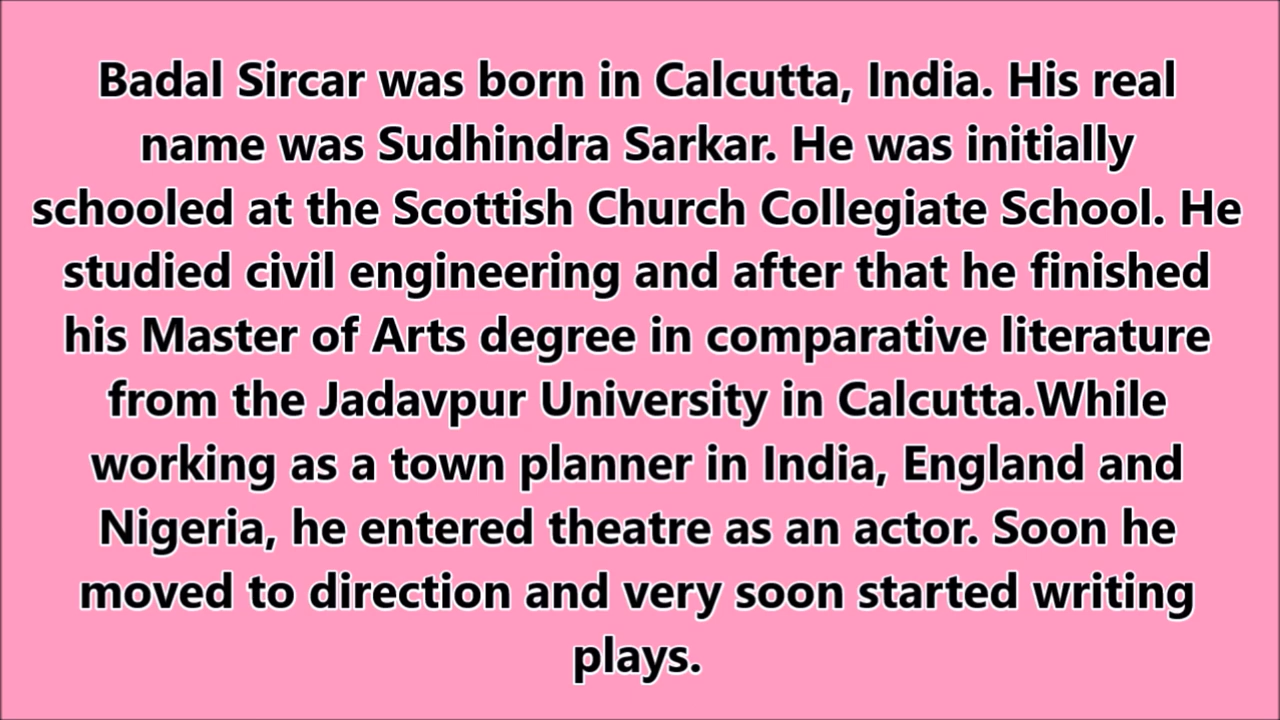 Badal Sircar was born in Calcutta, India. His real
name was Sudhindra Sarkar. He was initially
schooled at the Scottish Church Collegiate School. He
studied civil engineering and after that he finished
his Master of Arts degree in comparative literature
from the Jadavpur University in Calcutta.While
working as a town planner in India, England and
Nigeria, he entered theatre as an actor. Soon he
moved to direction and very soon started writing
plays.